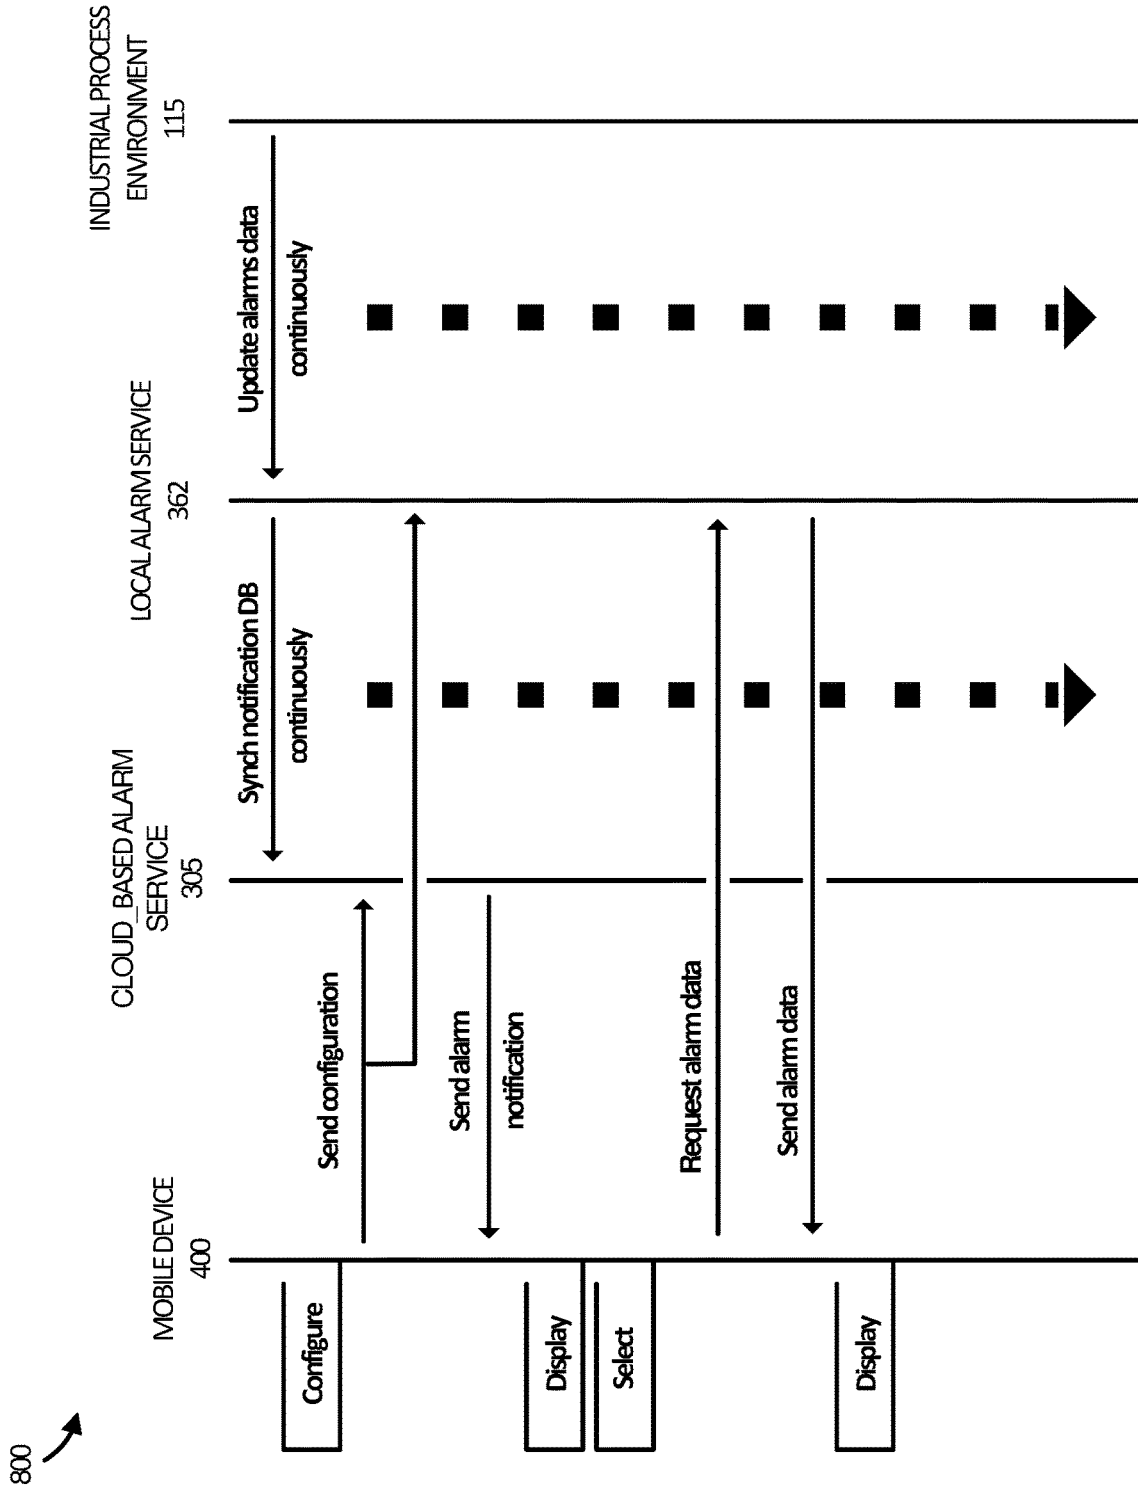 800
MOBILE DEVICE
400
CLOUD_BASED ALARM
SERVICE
305
LOCAL ALARM SERVICE
362
INDUSTRIAL PROCESS
ENVIRONMENT
115
Configure
Send configuration
Synch notification DB
continuously
Update alarms data
continuously
Send alarm
notification
Display
Select
Request alarm data
Send alarm data
Display